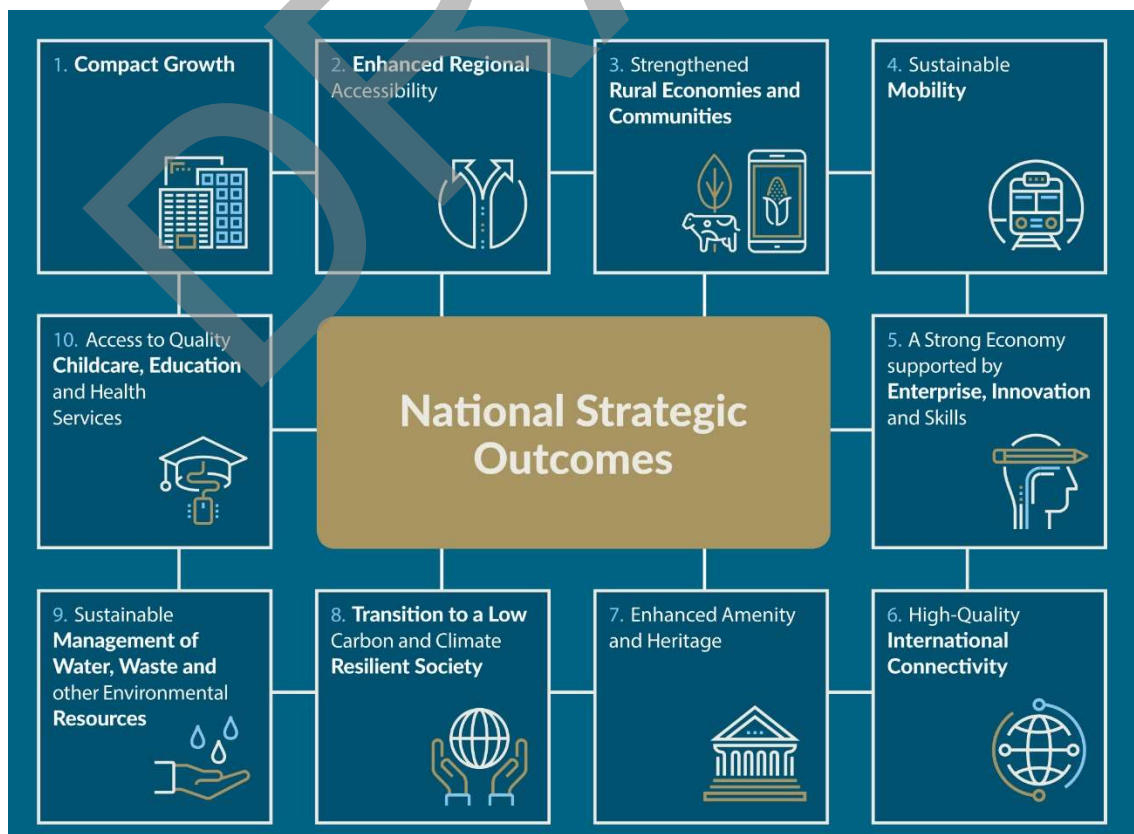 1. Compact Growth
2. Enhanced Regional
Accessibility
3. Strengthened
Rural Economies and
Communities
4. Sustainable
Mobility
10. Access to Quality
Childcare, Education
and Health
Services
National Strategic
Outcomes
5. A Strong Economy
supported by
Enterprise, Innovation
and Skills
9. Sustainable
Management of
Water, Waste and
other Environmental
Resources
8. Transition to a Low
Carbon and Climate
Resilient Society
7. Enhanced Amenity
and Heritage
6. High-Quality
International
Connectivity